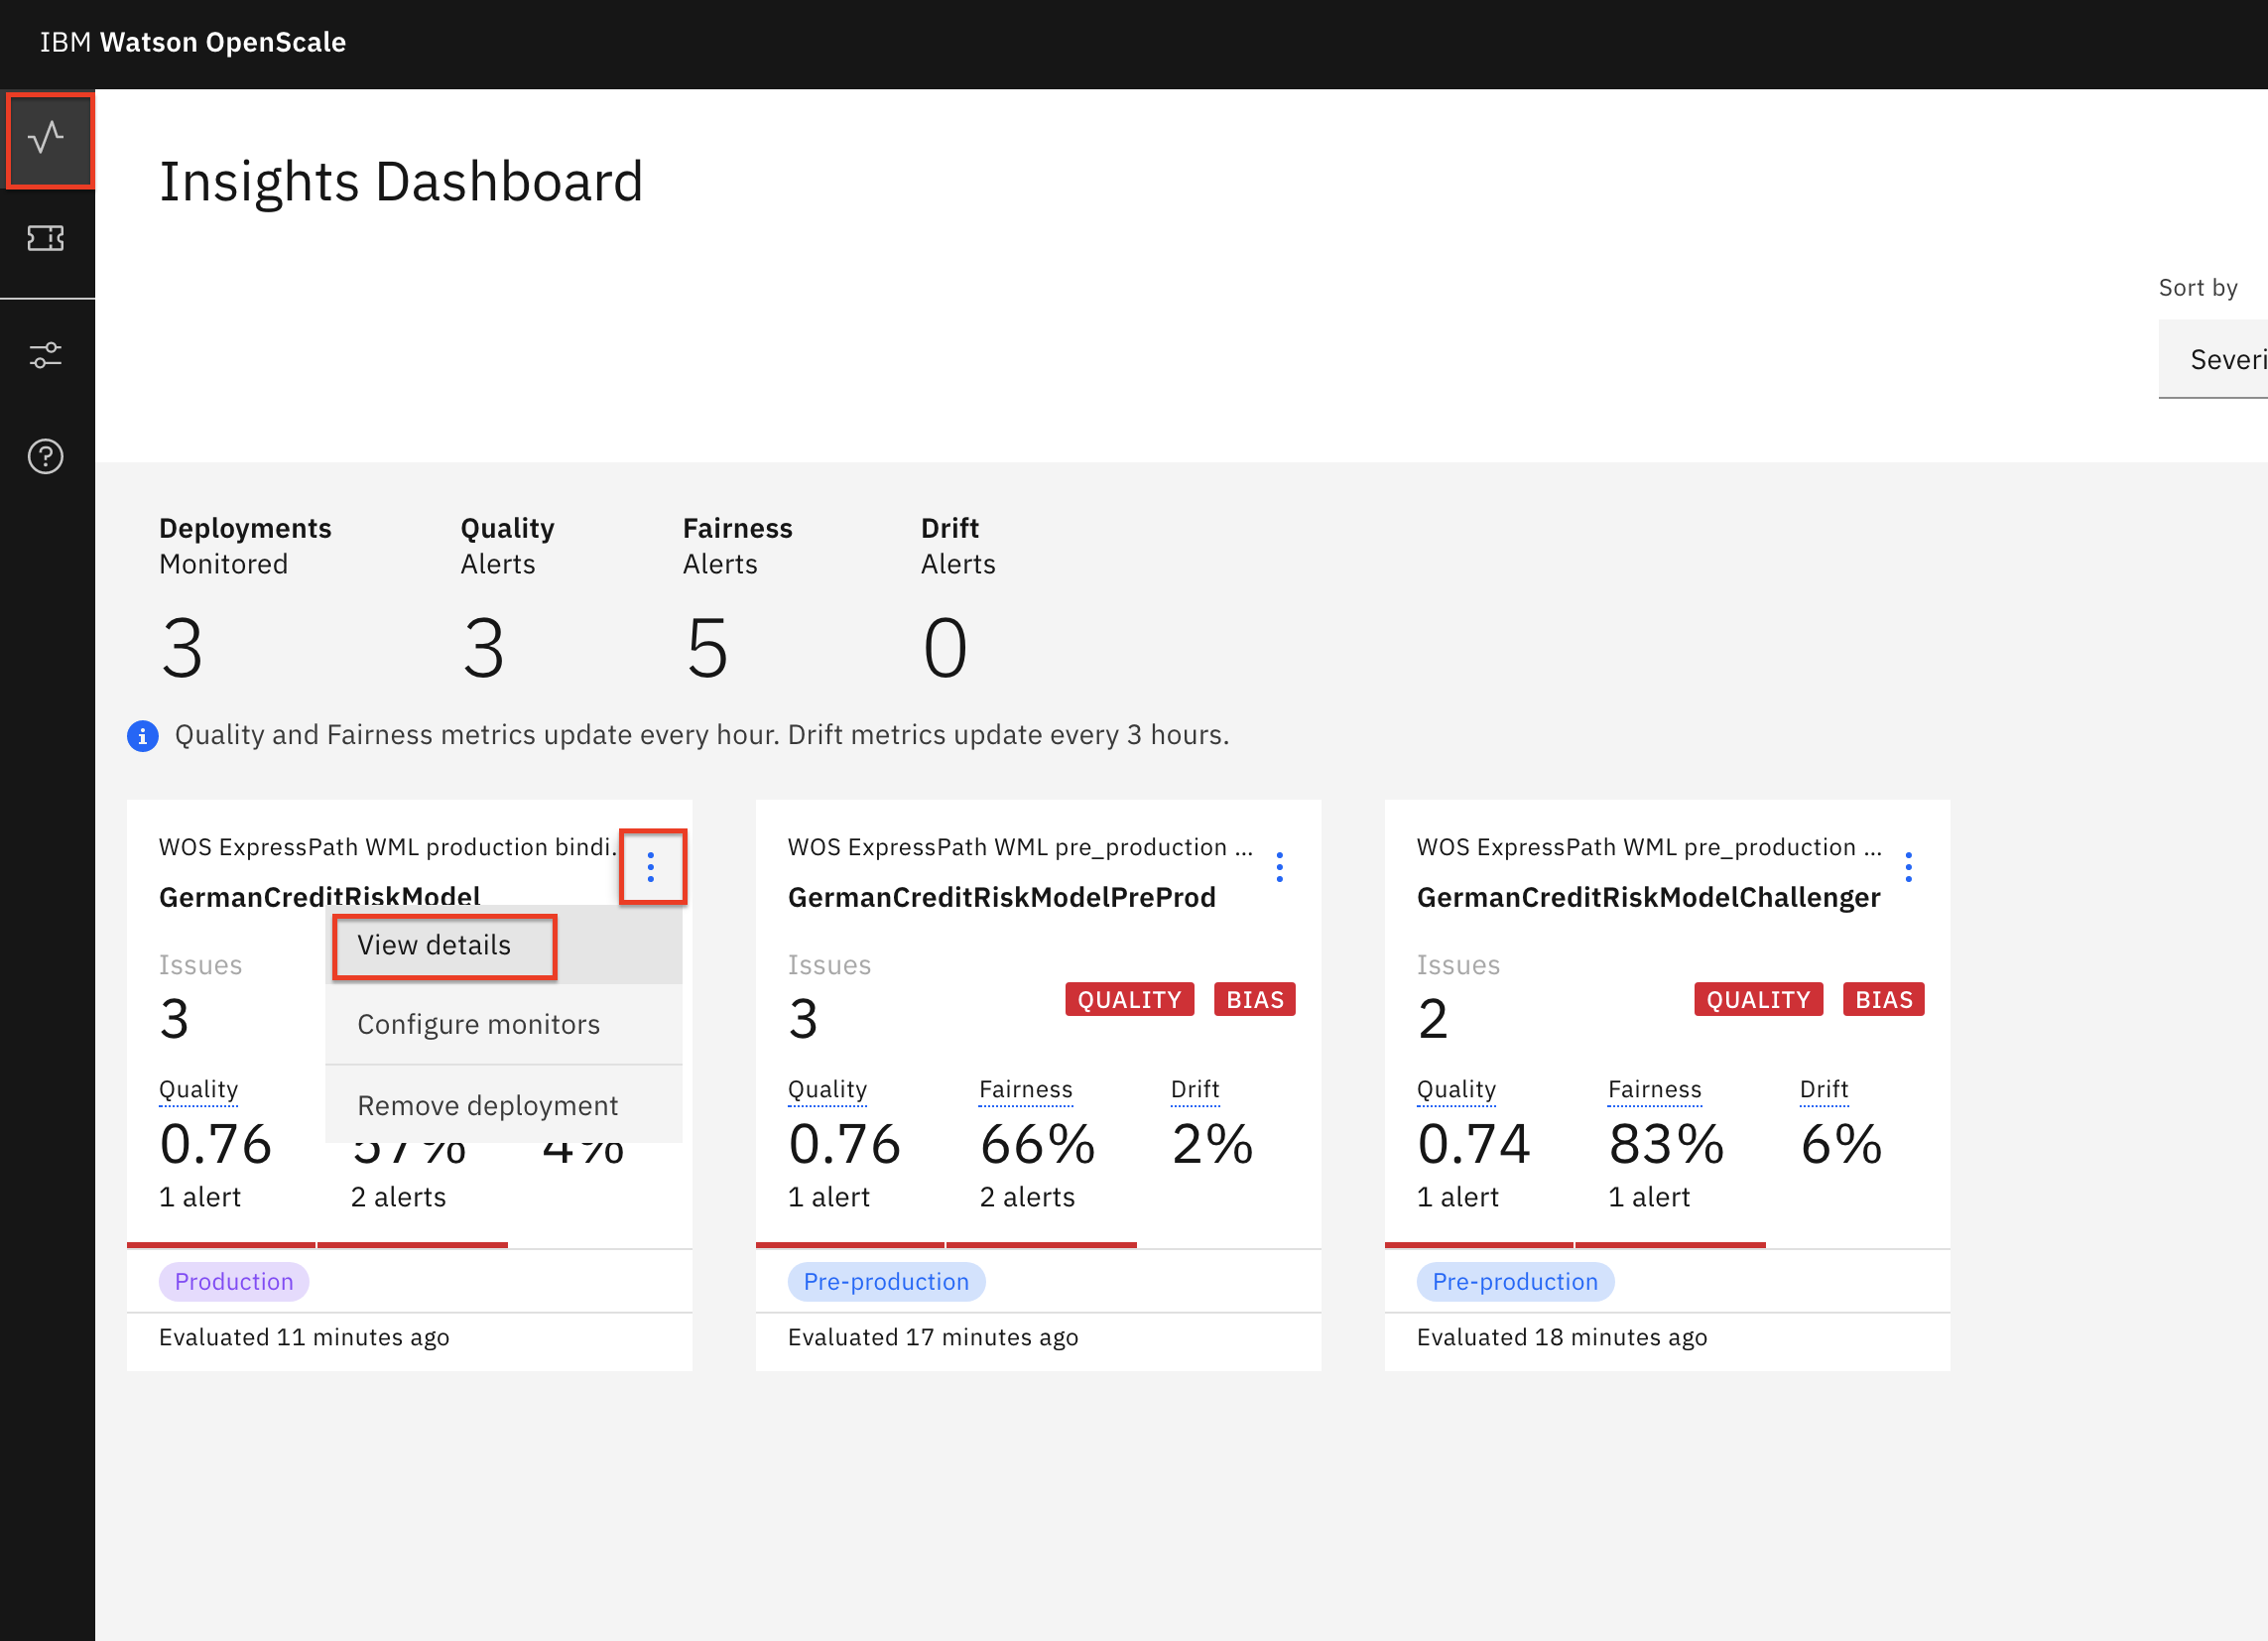 IBM Watson OpenScale
Insights Dashboard
Sort by
Severi
Deployments
Monitored
3
Quality
Alerts
3
Fairness
Alerts
5
Drift
Alerts
0
Quality and Fairness metrics update every hour. Drift metrics update every 3 hours.
WOS ExpressPath WML production bindi.
GermanCreditRiskModel
View details
Configure monitors
Remove deployment
Issues
3
Quality
0.76
1 alert
57%
2 alerts
4%
Production
Evaluated 11 minutes ago
WOS ExpressPath WML pre_production ...
GermanCreditRiskModelPreProd
Issues
3
QUALITY BIAS
Quality
0.76
1 alert
Fairness
66%
2 alerts
Drift
2%
Pre-production
Evaluated 17 minutes ago
WOS ExpressPath WML pre_production ...
GermanCreditRiskModelChallenger
Issues
2
QUALITY BIAS
Quality
0.74
1 alert
Fairness
83%
1 alert
Drift
6%
Pre-production
Evaluated 18 minutes ago